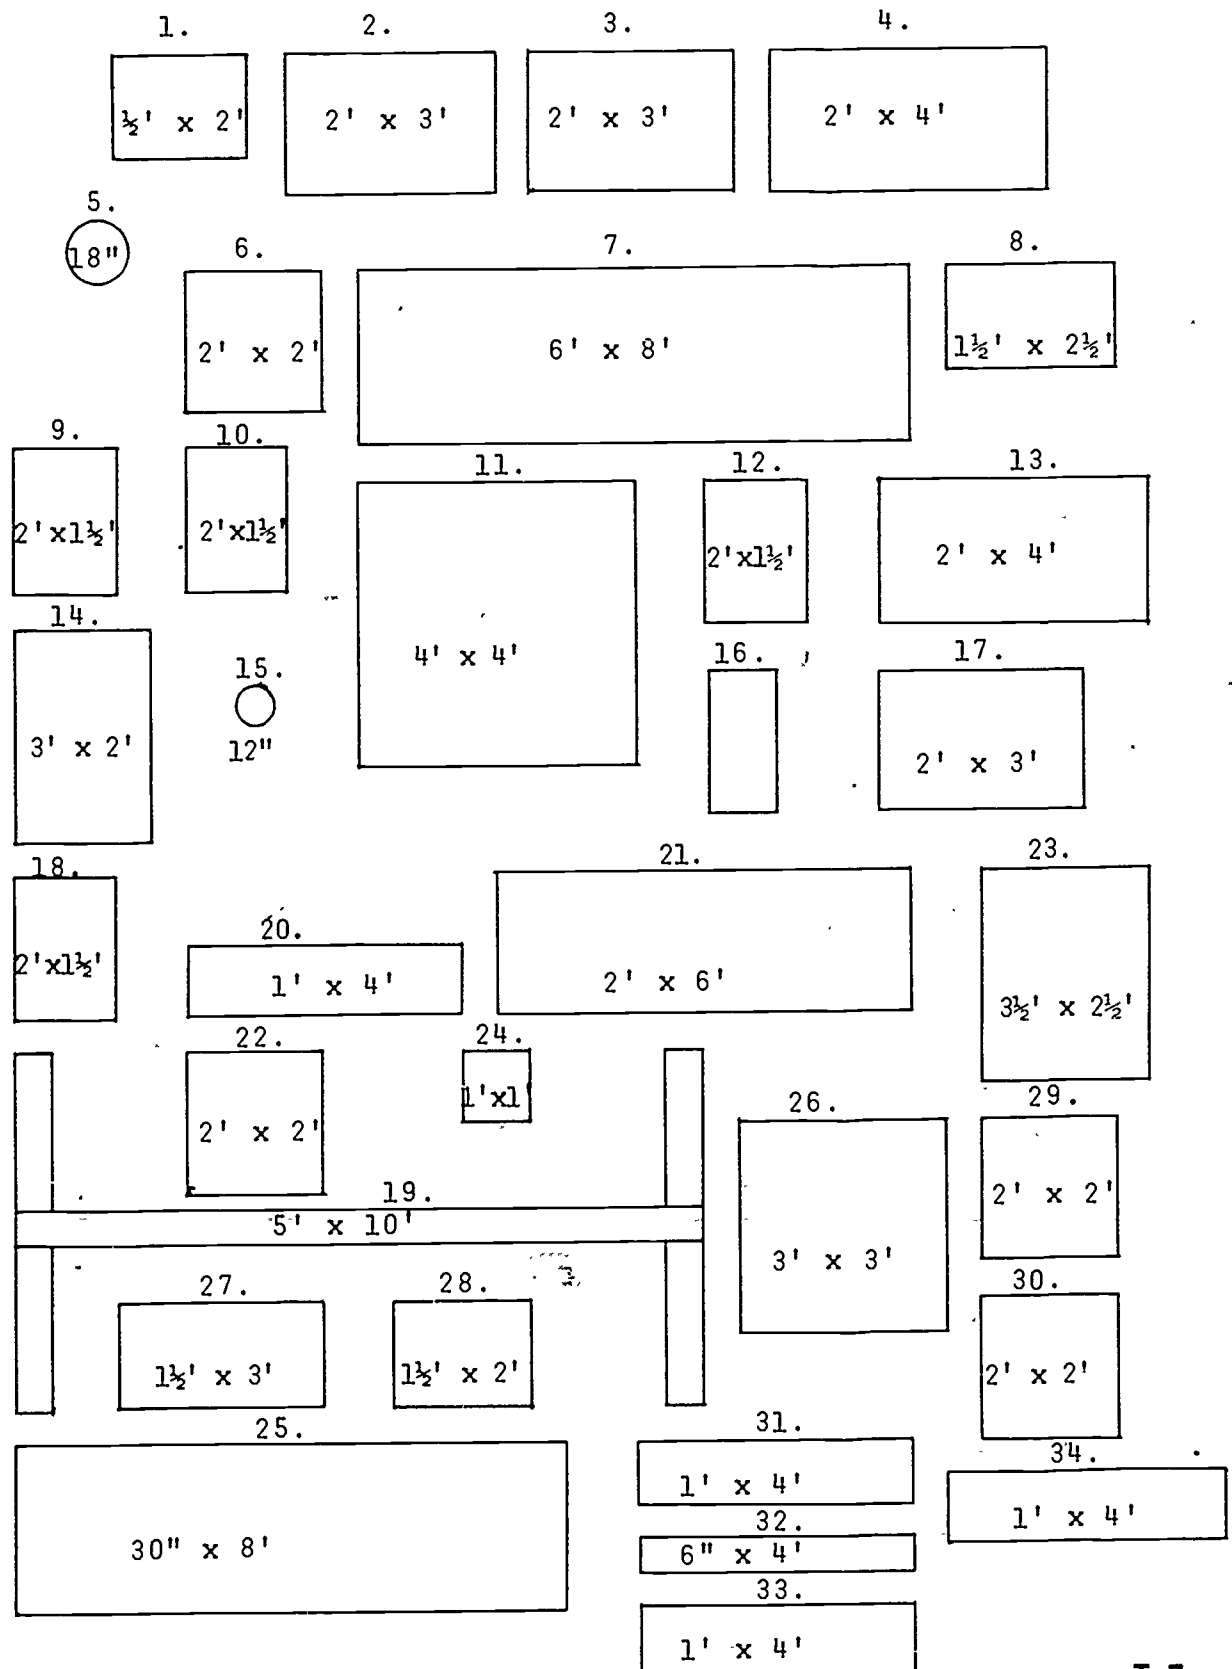 1. 2. 3. 4.
½' x 2' 2' x 3' 2' x 3' 2' x 4'
5.
18"
6. 7. 8.
2' x 2' 6' x 8' 1½' x 2½'
9. 10. 11. 12. 13.
2'x1½' 2'x1½' 2'x1½' 2' x 4'
14.
4' x 4'
15. 16. 17.
3' x 2' 12" 2' x 3'
18. 21. 23.
20.
2'x1½' 1' x 4' 2' x 6' 3½' x 2½'
22. 24.
1'x1'
26. 29.
2' x 2' 2' x 2'
19.
5' x 10' 3' x 3'
27. 28. 30.
1½' x 3' 1½' x 2' 2' x 2'
25. 31.
34.
1' x 4' 1' x 4'
32.
30" x 8' 6" x 4'
33.
1' x 4'